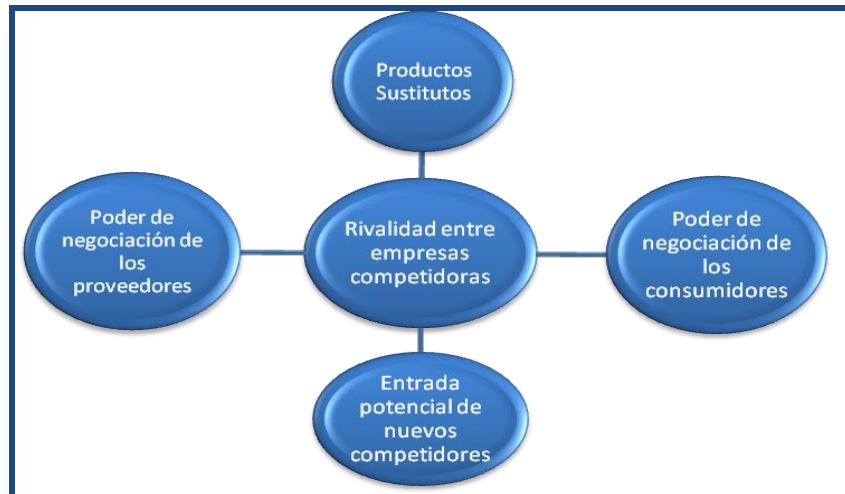 Productos
Sustitutos
Poder de
negociación de
los
proveedores
Rivalidad entre
empresas
competidoras
Poder de
negociación de
los
consumidores
Entrada
potencial de
nuevos
competidores